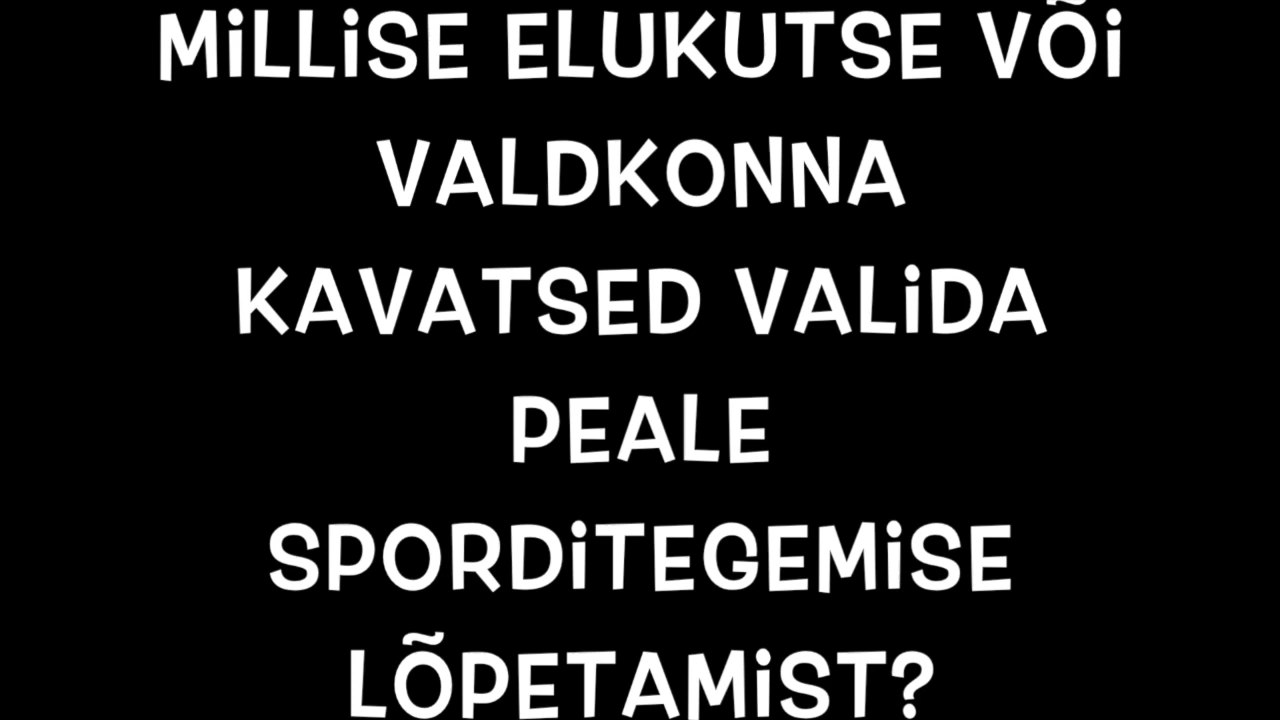 MiLLiSE ELUKUTSE VÕi
VALDKONNA
KAVATSED VALiDA
PEALE
SPORDiTEGEMiSE
LÕPETAMiST?